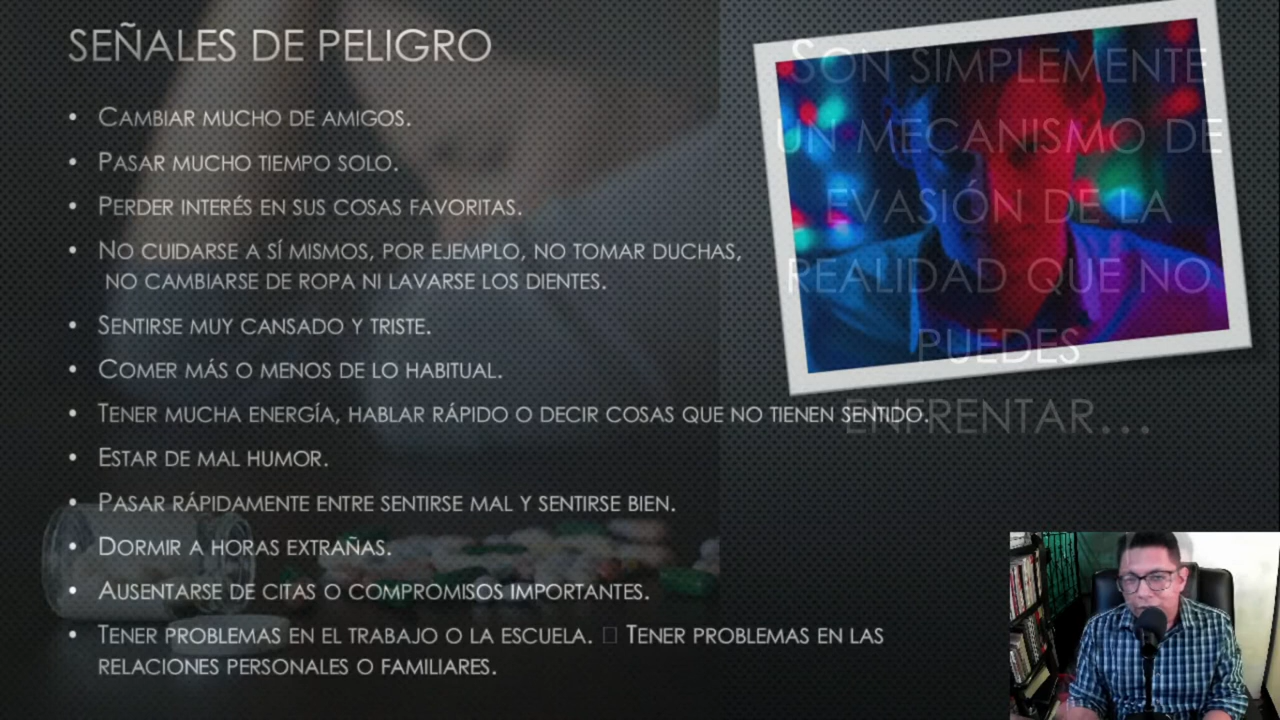 SEÑALES DE PELIGRO
• CAMBIAR MUCHO DE AMIGOS.
• PASAR MUCHO TIEMPO SOLO.
• PERDER INTERÉS EN SUS COSAS FAVORITAS.
• NO CUIDARSE A SÍ MISMOS, POR EJEMPLO, NO TOMAR DUCHAS,
NO CAMBIARSE DE ROPA NI LAVARSE LOS DIENTES.
• SENTIRSE MUY CANSADO Y TRISTE.
• COMER MÁS O MENOS DE LO HABITUAL.
• TENER MUCHA ENERGÍA, HABLAR RÁPIDO O DECIR COSAS QUE NO TIENEN SENTIDO.
• ESTAR DE MAL HUMOR.
• PASAR RÁPIDAMENTE ENTRE SENTIRSE MAL Y SENTIRSE BIEN.
• DORMIR A HORAS EXTRAÑAS.
• AUSENTARSE DE CITAS O COMPROMISOS IMPORTANTES.
• TENER PROBLEMAS EN EL TRABAJO O LA ESCUELA. TENER PROBLEMAS EN LAS
RELACIONES PERSONALES O FAMILIARES.
SON SIMPLEMENTE
UN MECANISMO DE
EVASIÓN DE LA
REALIDAD QUE NO
PUEDES
ENFRENTAR...